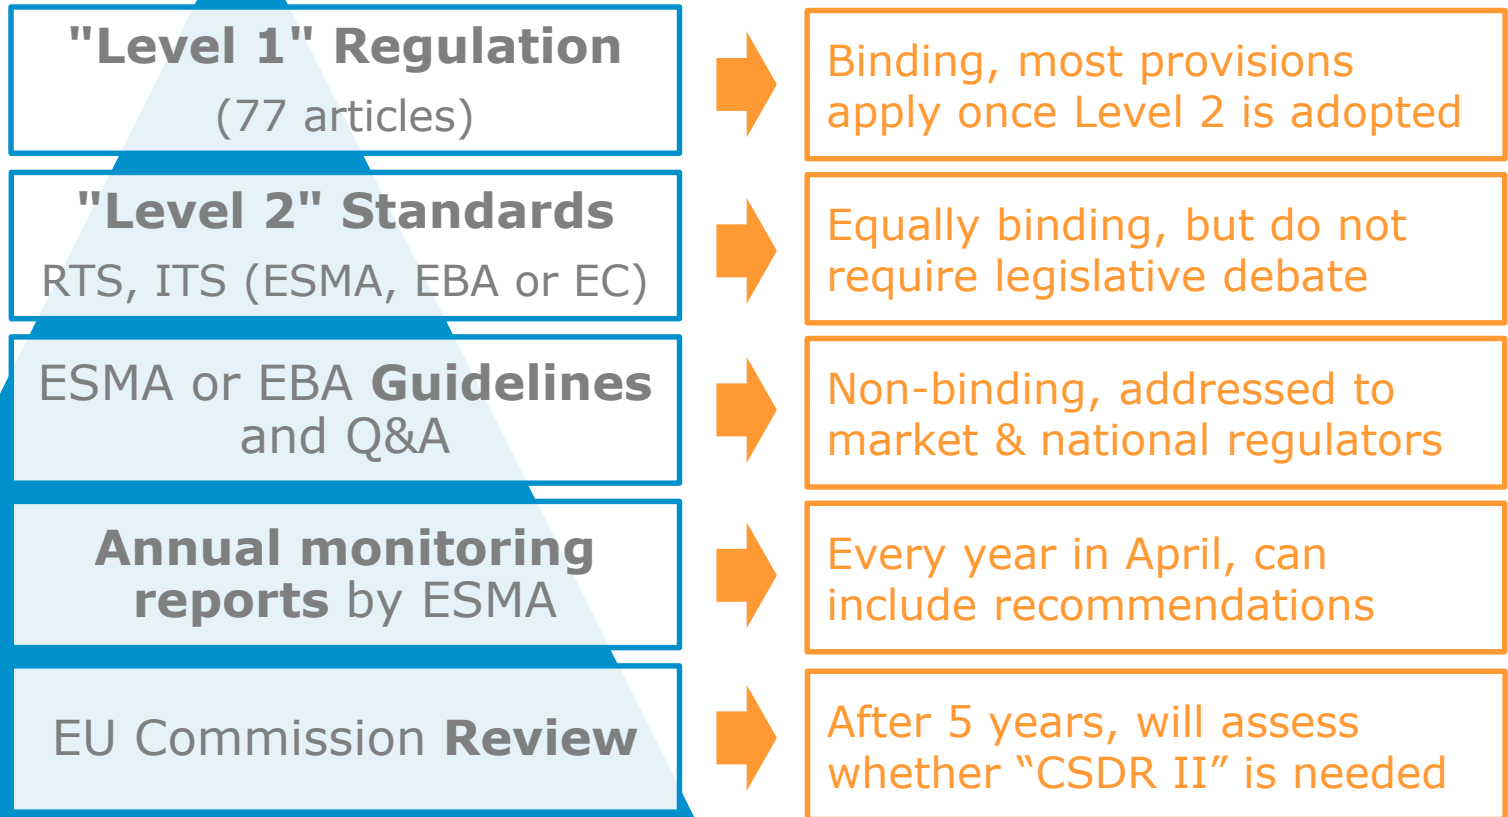 "Level 1" Regulation
(77 articles)
Binding, most provisions
apply once Level 2 is adopted
"Level 2" Standards
RTS, ITS (ESMA, EBA or EC)
Equally binding, but do not
require legislative debate
ESMA or EBA Guidelines
and Q&A
Non-binding, addressed to
market & national regulators
Annual monitoring
reports by ESMA
Every year in April, can
include recommendations
EU Commission Review
After 5 years, will assess
whether “CSDR II” is needed